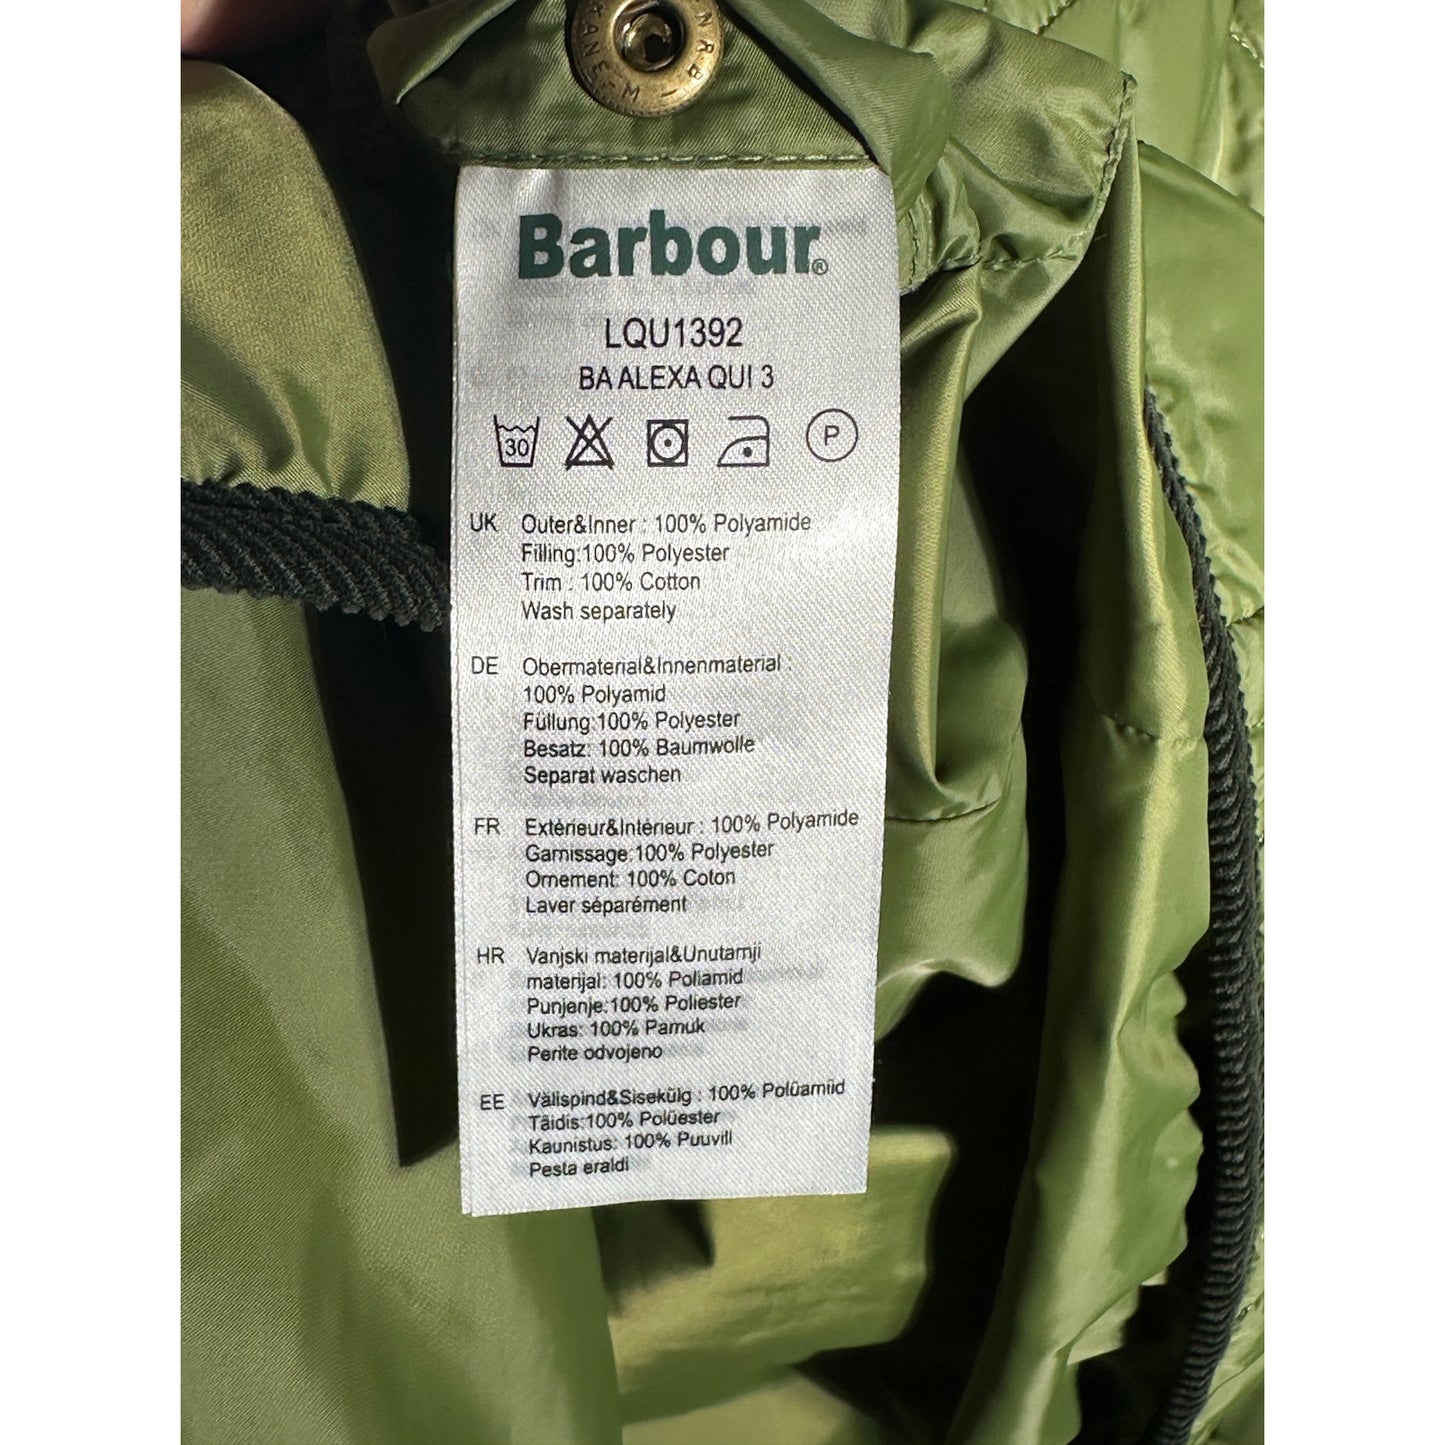 Barbour®
LQU1392
BA ALEXA QUI 3
30
P
UK Outer&Inner : 100% Polyamide
Filling:100% Polyester
Trim : 100% Cotton
Wash separately
DE Obermaterial&Innenmaterial :
100% Polyamid
Füllung:100% Polyester
Besatz: 100% Baumwolle
Separat waschen
FR Extérieur&Intérieur : 100% Polyamide
Garnissage:100% Polyester
Ornement: 100% Coton
Laver séparément
HR Vanjski materijal&Unutarnji
materijal: 100% Poliamid
Punjenje:100% Poliester
Ukras: 100% Pamuk
Perite odvojeno
EE Välispind&Sisekülg : 100% Polüamiid
Täidis:100% Polüester
Kaunistus: 100% Puuvill
Pesta eraldi